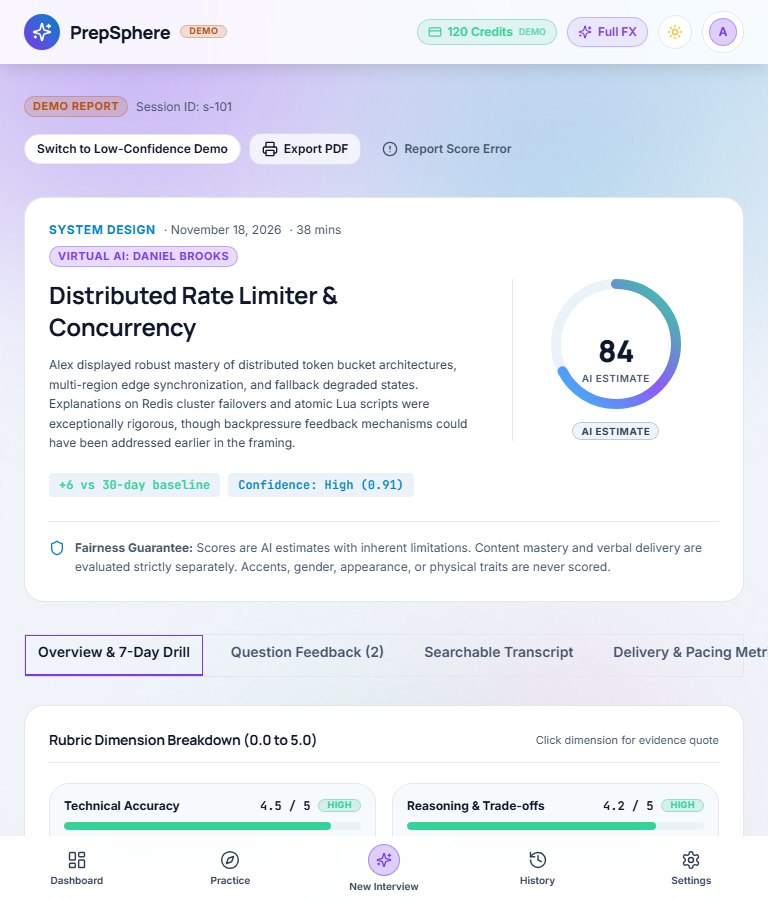 PrepSphere DEMO
120 Credits DEMO
Full FX
A
DEMO REPORT Session ID: s-101
Switch to Low-Confidence Demo
Export PDF
Report Score Error
SYSTEM DESIGN · November 18, 2026 · 38 mins
VIRTUAL AI: DANIEL BROOKS
Distributed Rate Limiter &
Concurrency
Alex displayed robust mastery of distributed token bucket architectures,
multi-region edge synchronization, and fallback degraded states.
Explanations on Redis cluster failovers and atomic Lua scripts were
exceptionally rigorous, though backpressure feedback mechanisms could
have been addressed earlier in the framing.
84
AI ESTIMATE
AI ESTIMATE
+6 vs 30-day baseline
Confidence: High (0.91)
Fairness Guarantee: Scores are AI estimates with inherent limitations. Content mastery and verbal delivery are
evaluated strictly separately. Accents, gender, appearance, or physical traits are never scored.
Overview & 7-Day Drill
Question Feedback (2)
Searchable Transcript
Delivery & Pacing Metr
Rubric Dimension Breakdown (0.0 to 5.0)
Click dimension for evidence quote
Technical Accuracy 4.5 / 5 HIGH
Reasoning & Trade-offs 4.2 / 5 HIGH
Dashboard
Practice
New Interview
History
Settings